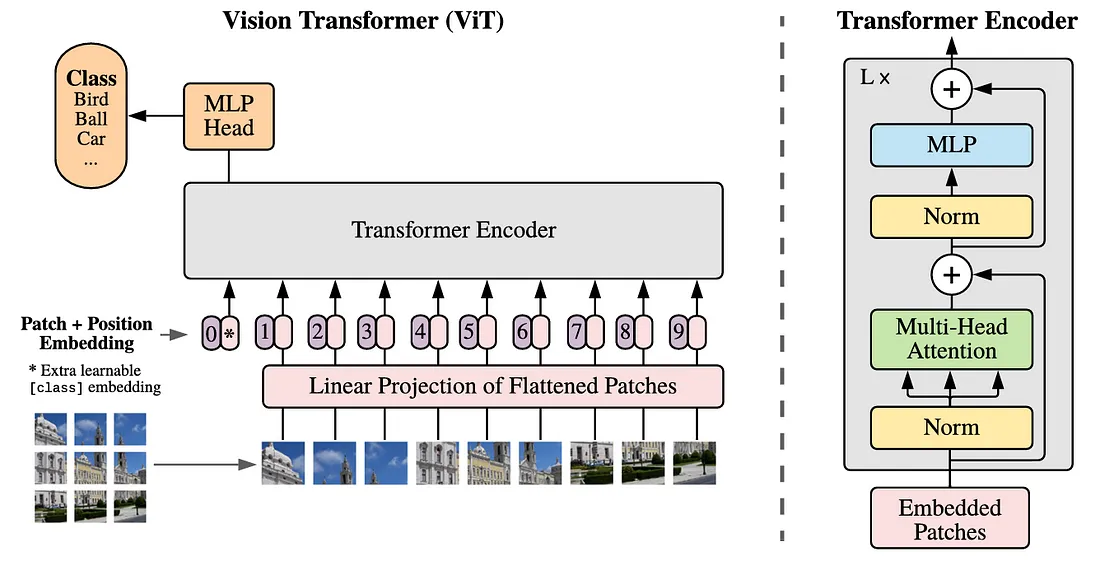 Vision Transformer (ViT)
Class
Bird
Ball
Car
...
MLP
Head
Transformer Encoder
Patch + Position
Embedding
0 * 1 2 3 4 5 6 7 8 9
* Extra learnable
[class] embedding
Linear Projection of Flattened Patches
Transformer Encoder
L x
+
MLP
Norm
+
Multi-Head
Attention
Norm
Embedded
Patches